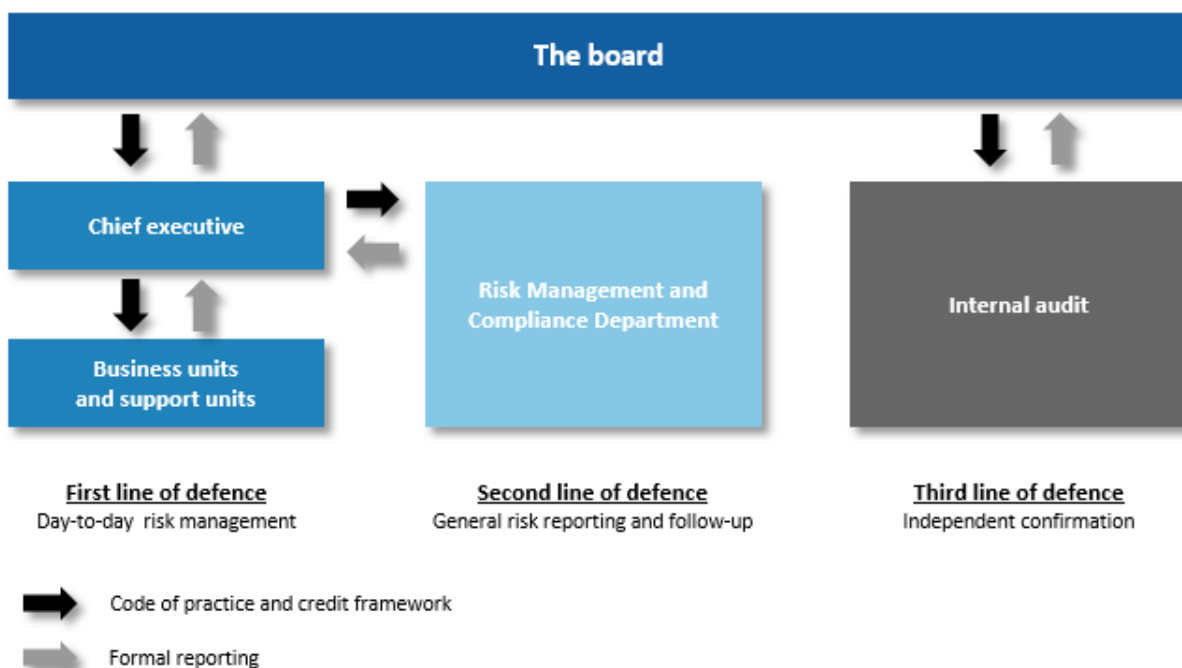 The board
Chief executive
Risk Management and
Compliance Department
Internal audit
Business units
and support units
First line of defence
Day-to-day risk management
Second line of defence
General risk reporting and follow-up
Third line of defence
Independent confirmation
Code of practice and credit framework
Formal reporting